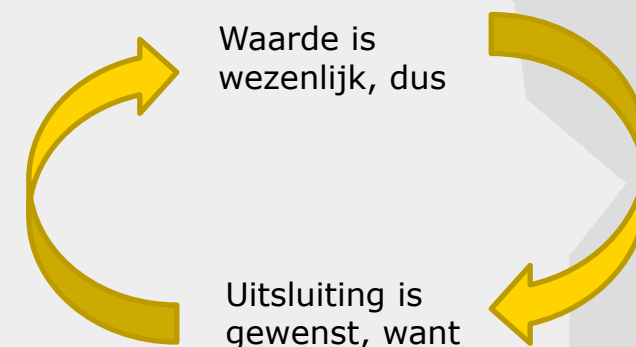 Waarde is
wezenlijk, dus
Uitsluiting is
gewenst, want